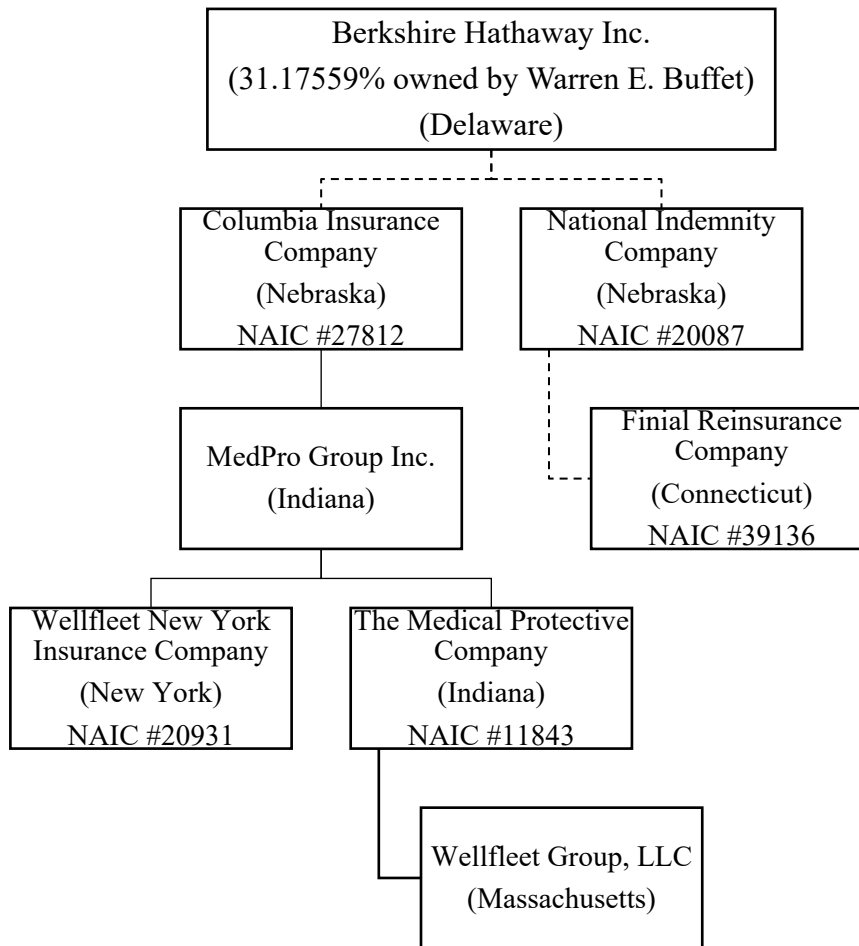 Berkshire Hathaway Inc.
(31.17559% owned by Warren E. Buffet)
(Delaware)
Columbia Insurance
Company
(Nebraska)
NAIC #27812
National Indemnity
Company
(Nebraska)
NAIC #20087
MedPro Group Inc.
(Indiana)
Finial Reinsurance
Company
(Connecticut)
NAIC #39136
Wellfleet New York
Insurance Company
(New York)
NAIC #20931
The Medical Protective
Company
(Indiana)
NAIC #11843
Wellfleet Group, LLC
(Massachusetts)